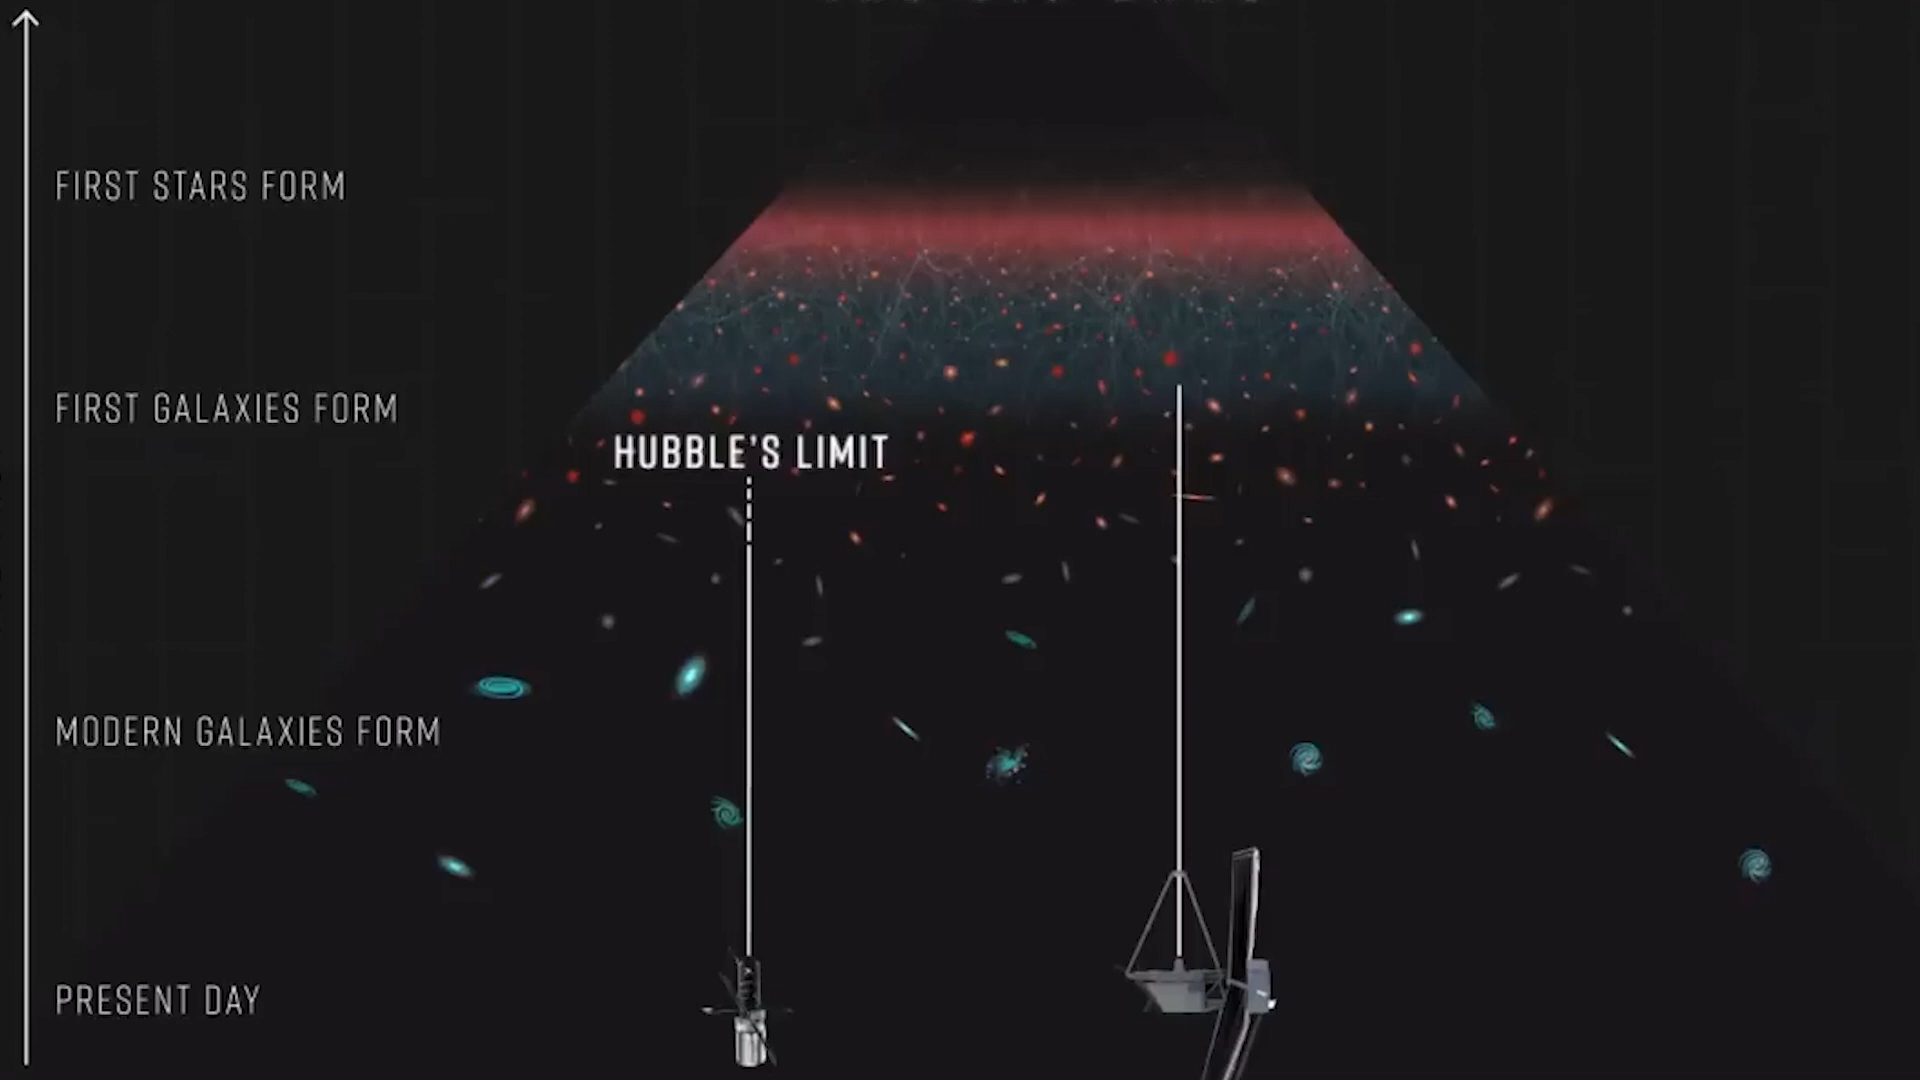 FIRST STARS FORM
FIRST GALAXIES FORM
HUBBLE'S LIMIT
MODERN GALAXIES FORM
PRESENT DAY